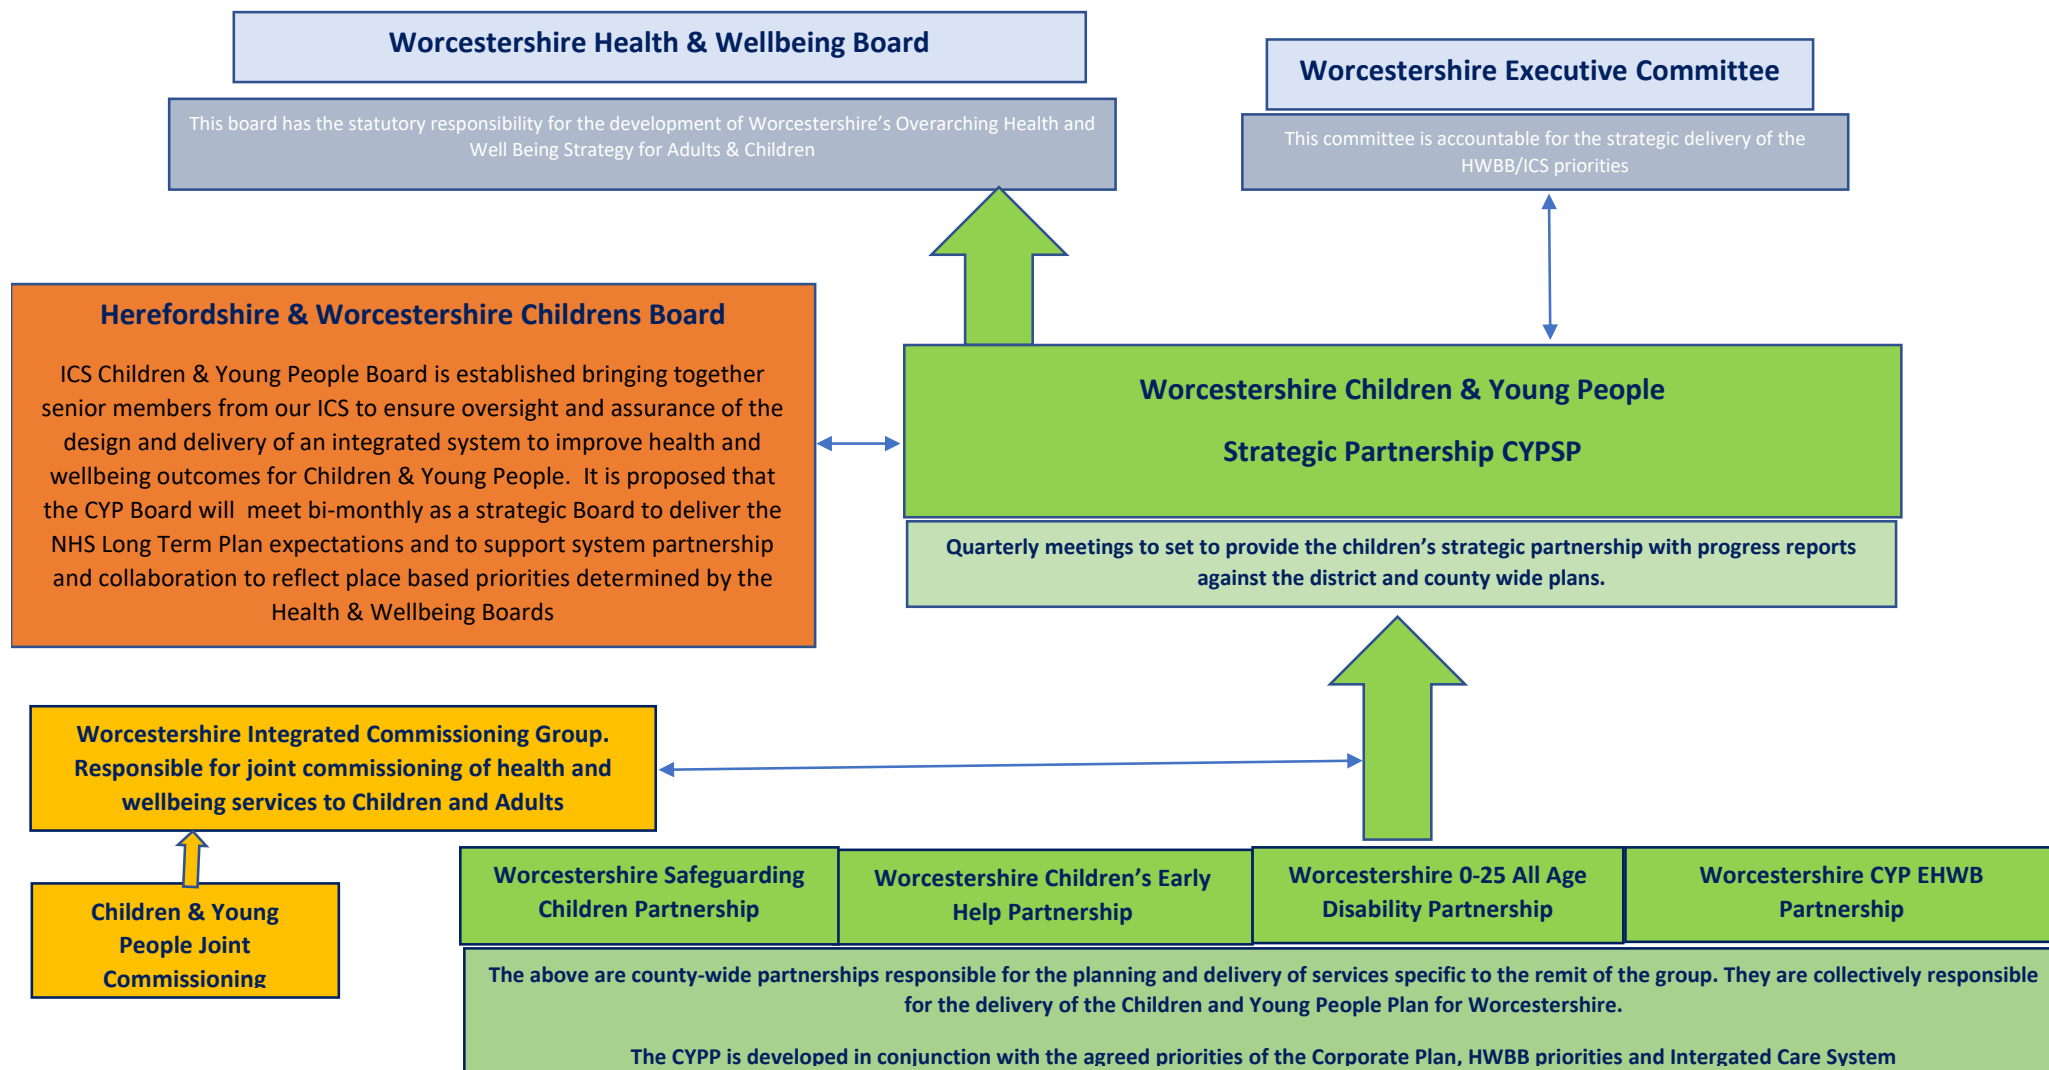 Worcestershire Health & Wellbeing Board
This board has the statutory responsibility for the development of Worcestershire's Overarching Health and
Well Being Strategy for Adults & Children
Worcestershire Executive Committee
This committee is accountable for the strategic delivery of the
HWBB/ICS priorities
Herefordshire & Worcestershire Childrens Board
ICS Children & Young People Board is established bringing together
senior members from our ICS to ensure oversight and assurance of the
design and delivery of an integrated system to improve health and
wellbeing outcomes for Children & Young People.  It is proposed that
the CYP Board will  meet bi-monthly as a strategic Board to deliver the
NHS Long Term Plan expectations and to support system partnership
and collaboration to reflect place based priorities determined by the
Health & Wellbeing Boards
Worcestershire Children & Young People
Strategic Partnership CYPSP
Quarterly meetings to set to provide the children's strategic partnership with progress reports
against the district and county wide plans.
Worcestershire Integrated Commissioning Group.
Responsible for joint commissioning of health and
wellbeing services to Children and Adults
Children & Young
People Joint
Commissioning
Worcestershire Safeguarding
Children Partnership
Worcestershire Children's Early
Help Partnership
Worcestershire 0-25 All Age
Disability Partnership
Worcestershire CYP EHWB
Partnership
The above are county-wide partnerships responsible for the planning and delivery of services specific to the remit of the group. They are collectively responsible
for the delivery of the Children and Young People Plan for Worcestershire.
The CYPP is developed in conjunction with the agreed priorities of the Corporate Plan, HWBB priorities and Intergated Care System